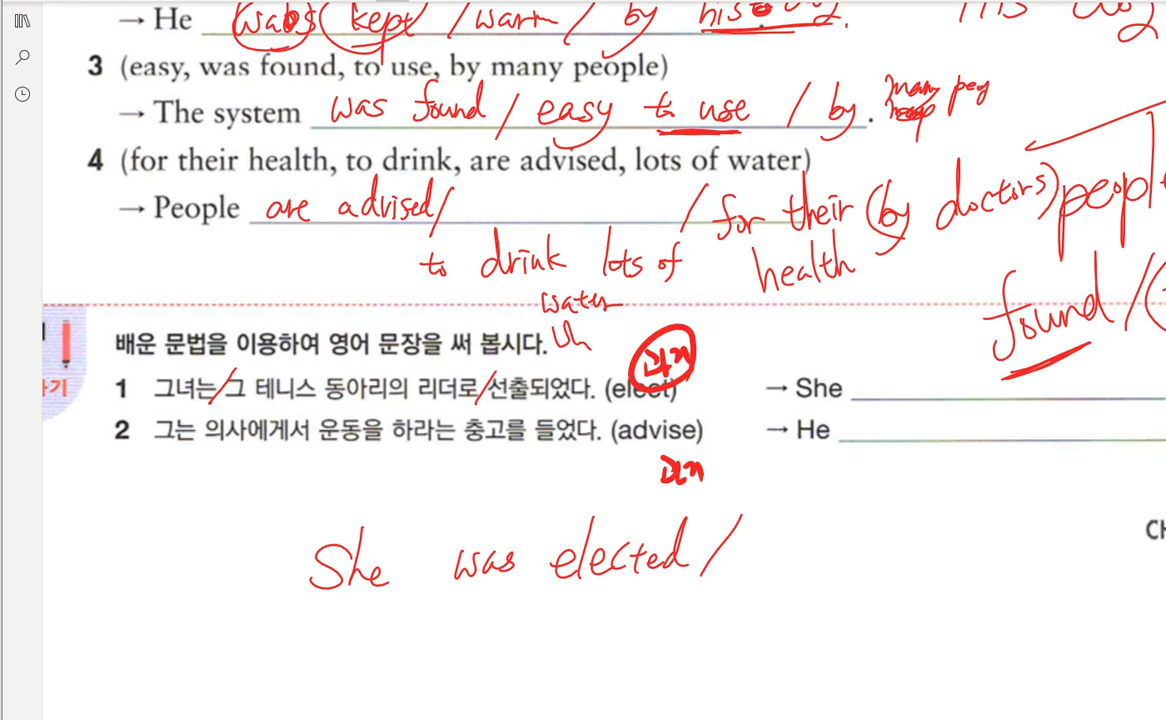 → He was kept / warm / by his
3 (easy, was found, to use, by many people)
→ The system was found / easy to use / by many peo
4 (for their health, to drink, are advised, lots of water)
→ People are advised / / for their (by doctors) peopl
to drink lots of health
water
found / (
배운 문법을 이용하여 영어 문장을 써 봅시다.
과거
1 그녀는 / 그 테니스 동아리의 리더로 / 선출되었다. (elect) → She
2 그는 의사에게서 운동을 하라는 충고를 들었다. (advise) → He
과거
She was elected /